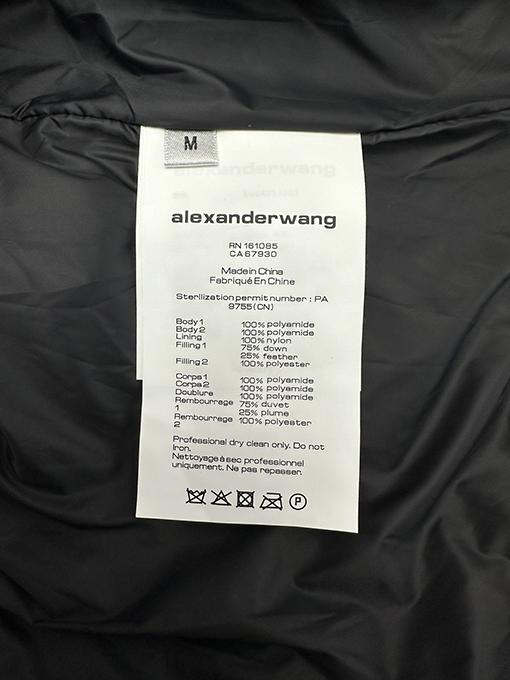 M
alexanderwang
RN 161085
CA 67930
Made in China
Fabriqué En Chine
Sterilization permit number : PA
9755 (CN)
Body 1 100% polyamide
Body 2 100% polyamide
Lining 100% nylon
Filling 1 75% down
25% feather
Filling 2 100% polyester
Corps 1 100% polyamide
Corps 2 100% polyamide
Doublure 100% polyamide
Rembourrage 75% duvet
1 25% plume
Rembourrage 100% polyester
2
Professional dry clean only. Do not
Iron.
Nettoyage à sec professionnel
uniquement. Ne pas repasser.
P